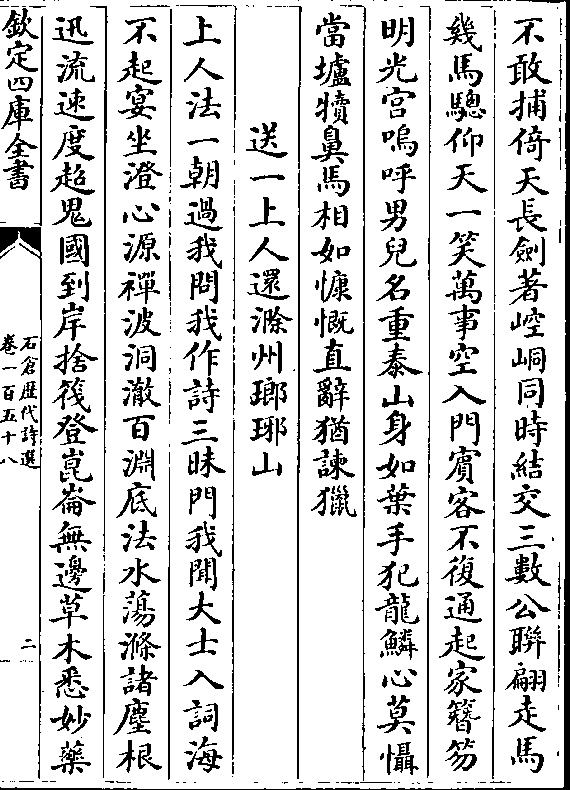 不敢捕倚天長劍著崆峒同時結交三數公聯翩走馬
幾馬驄仰天一笑萬事空入門賓客不復通起家簪笏
明光宫嗚呼男兒名重泰山身如葉手犯龍鱗心莫懾
當壚犢鼻馬相如慷慨直辭猶諫獵
送一上人還滁州瑯琊山
上人法一朝過我問我作詩三昧門我聞大士入詞海
不起宴坐澄心源禪波洞澈百淵底法水蕩滌諸塵根
迅流速度超鬼國到岸捨筏登崑崙無邊草木悉妙藥
欽定四庫全書
石倉歷代詩選
卷一百五十八
二